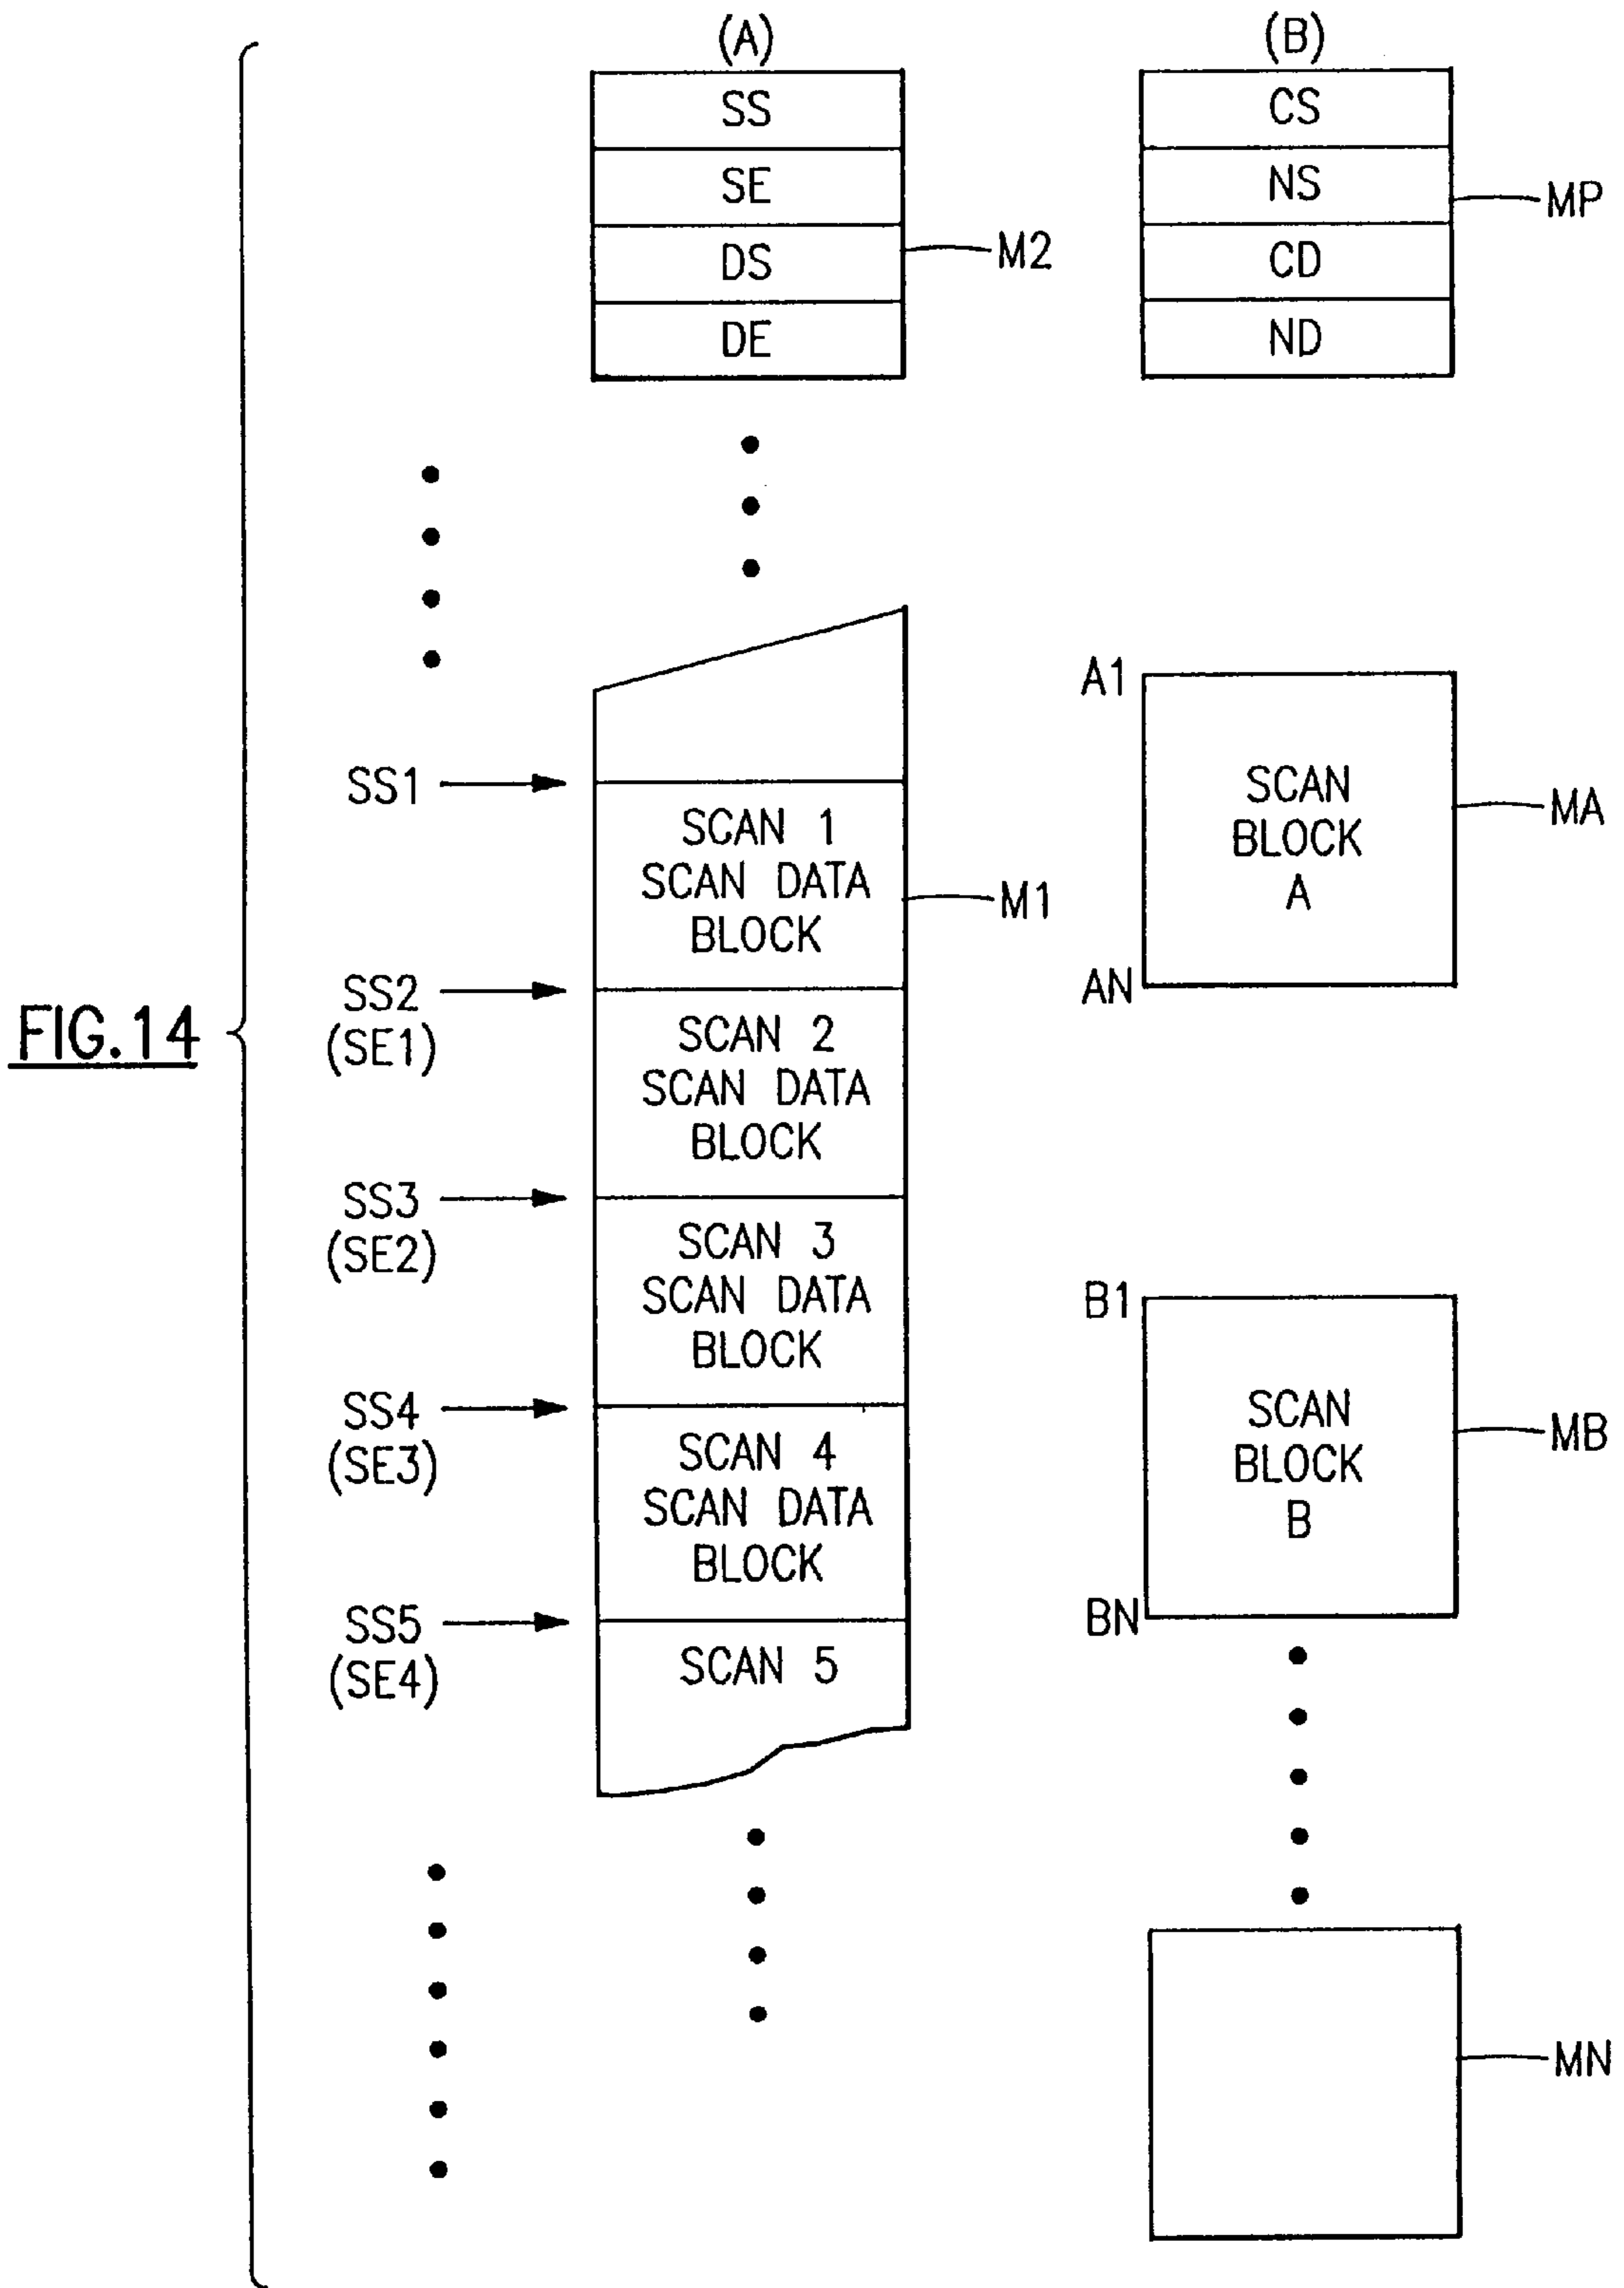 (A)
SS
SE
DS
DE
M2
(B)
CS
NS
CD
ND
MP
FIG.14
SS1
SS2
(SE1)
SS3
(SE2)
SS4
(SE3)
SS5
(SE4)
SCAN 1
SCAN DATA
BLOCK
M1
SCAN 2
SCAN DATA
BLOCK
SCAN 3
SCAN DATA
BLOCK
SCAN 4
SCAN DATA
BLOCK
SCAN 5
A1
SCAN
BLOCK
A
AN
MA
B1
SCAN
BLOCK
B
BN
MB
MN